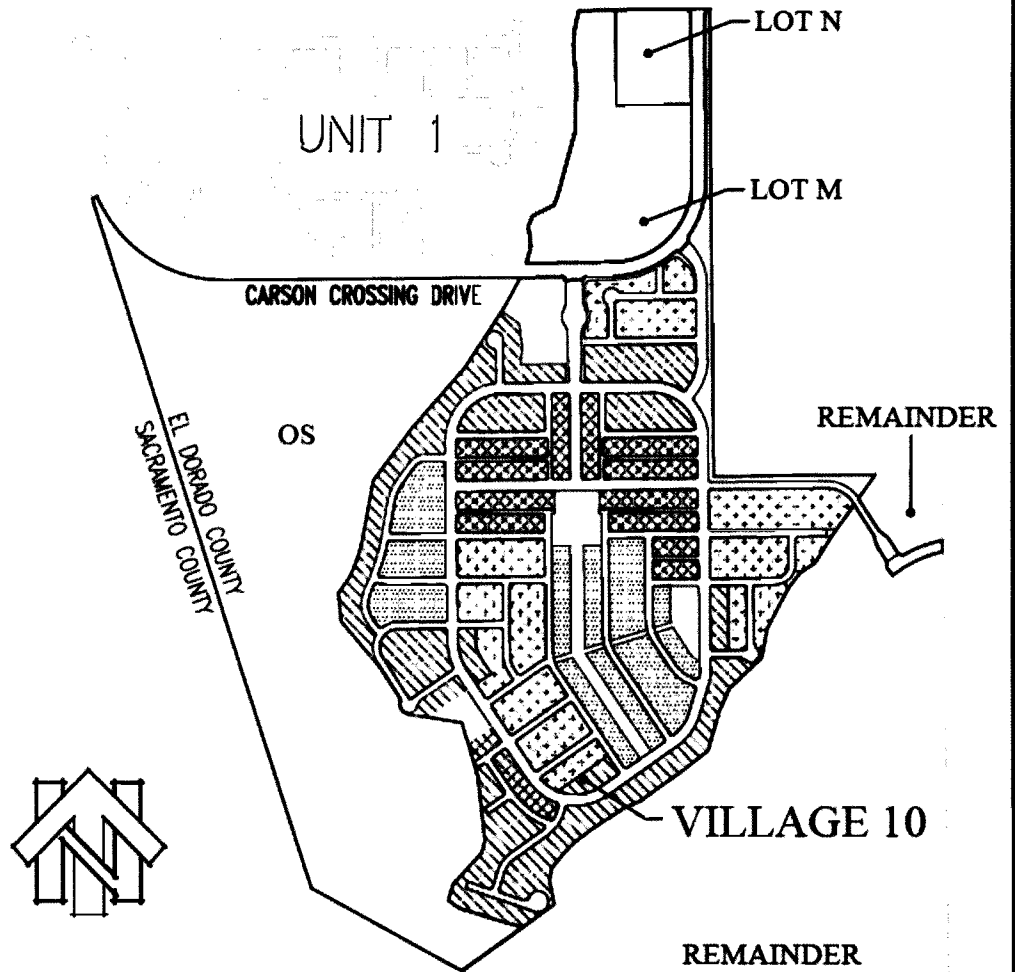 LOT N
UNIT 1
LOT M
CARSON CROSSING DRIVE
REMAINDER
OS
EL DORADO COUNTY
SACRAMENTO COUNTY
VILLAGE 10
REMAINDER